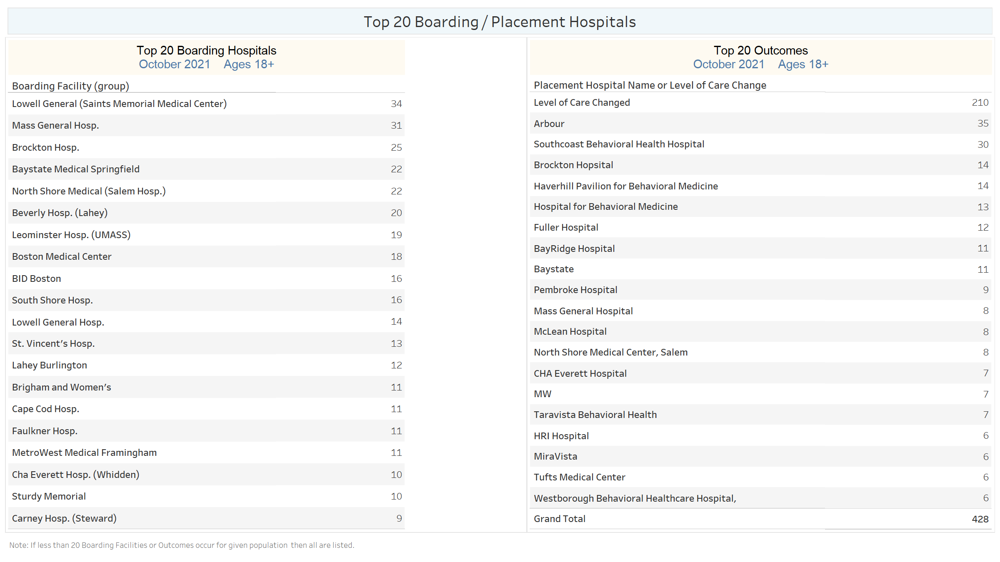 Top 20 Boarding / Placement Hospitals
Top 20 Boarding Hospitals
October 2021 Ages 18+
Boarding Facility (group)
Lowell General (Saints Memorial Medical Center) 34
Mass General Hosp. 31
Brockton Hosp. 25
Baystate Medical Springfield 22
North Shore Medical (Salem Hosp.) 22
Beverly Hosp. (Lahey) 20
Leominster Hosp. (UMASS) 19
Boston Medical Center 18
BID Boston 16
South Shore Hosp. 16
Lowell General Hosp. 14
St. Vincent's Hosp. 13
Lahey Burlington 12
Brigham and Women's 11
Cape Cod Hosp. 11
Faulkner Hosp. 11
MetroWest Medical Framingham 11
Cha Everett Hosp. (Whidden) 10
Sturdy Memorial 10
Carney Hosp. (Steward) 9
Top 20 Outcomes
October 2021 Ages 18+
Placement Hospital Name or Level of Care Change
Level of Care Changed 210
Arbour 35
Southcoast Behavioral Health Hospital 30
Brockton Hopsital 14
Haverhill Pavilion for Behavioral Medicine 14
Hospital for Behavioral Medicine 13
Fuller Hospital 12
BayRidge Hospital 11
Baystate 11
Pembroke Hospital 9
Mass General Hospital 8
McLean Hospital 8
North Shore Medical Center, Salem 8
CHA Everett Hospital 7
MW 7
Taravista Behavioral Health 7
HRI Hospital 6
MiraVista 6
Tufts Medical Center 6
Westborough Behavioral Healthcare Hospital, 6
Grand Total 428
Note: If less than 20 Boarding Facilities or Outcomes occur for given population then all are listed.